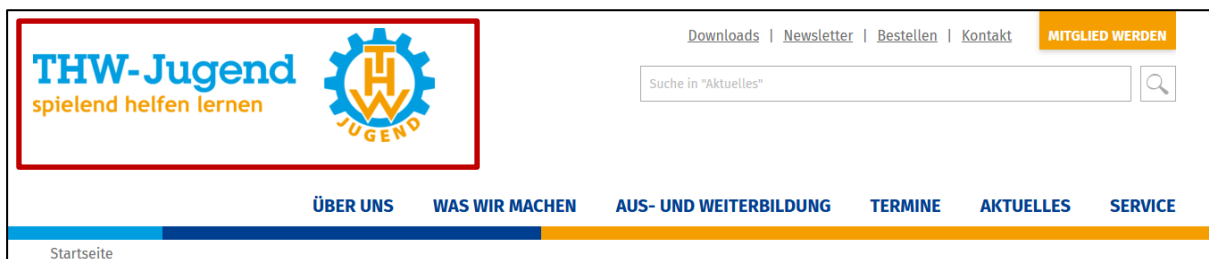 THW-Jugend
spielend helfen lernen
THW
JUGEND
Downloads | Newsletter | Bestellen | Kontakt
MITGLIED WERDEN
Suche in "Aktuelles"
ÜBER UNS WAS WIR MACHEN AUS- UND WEITERBILDUNG TERMINE AKTUELLES SERVICE
Startseite